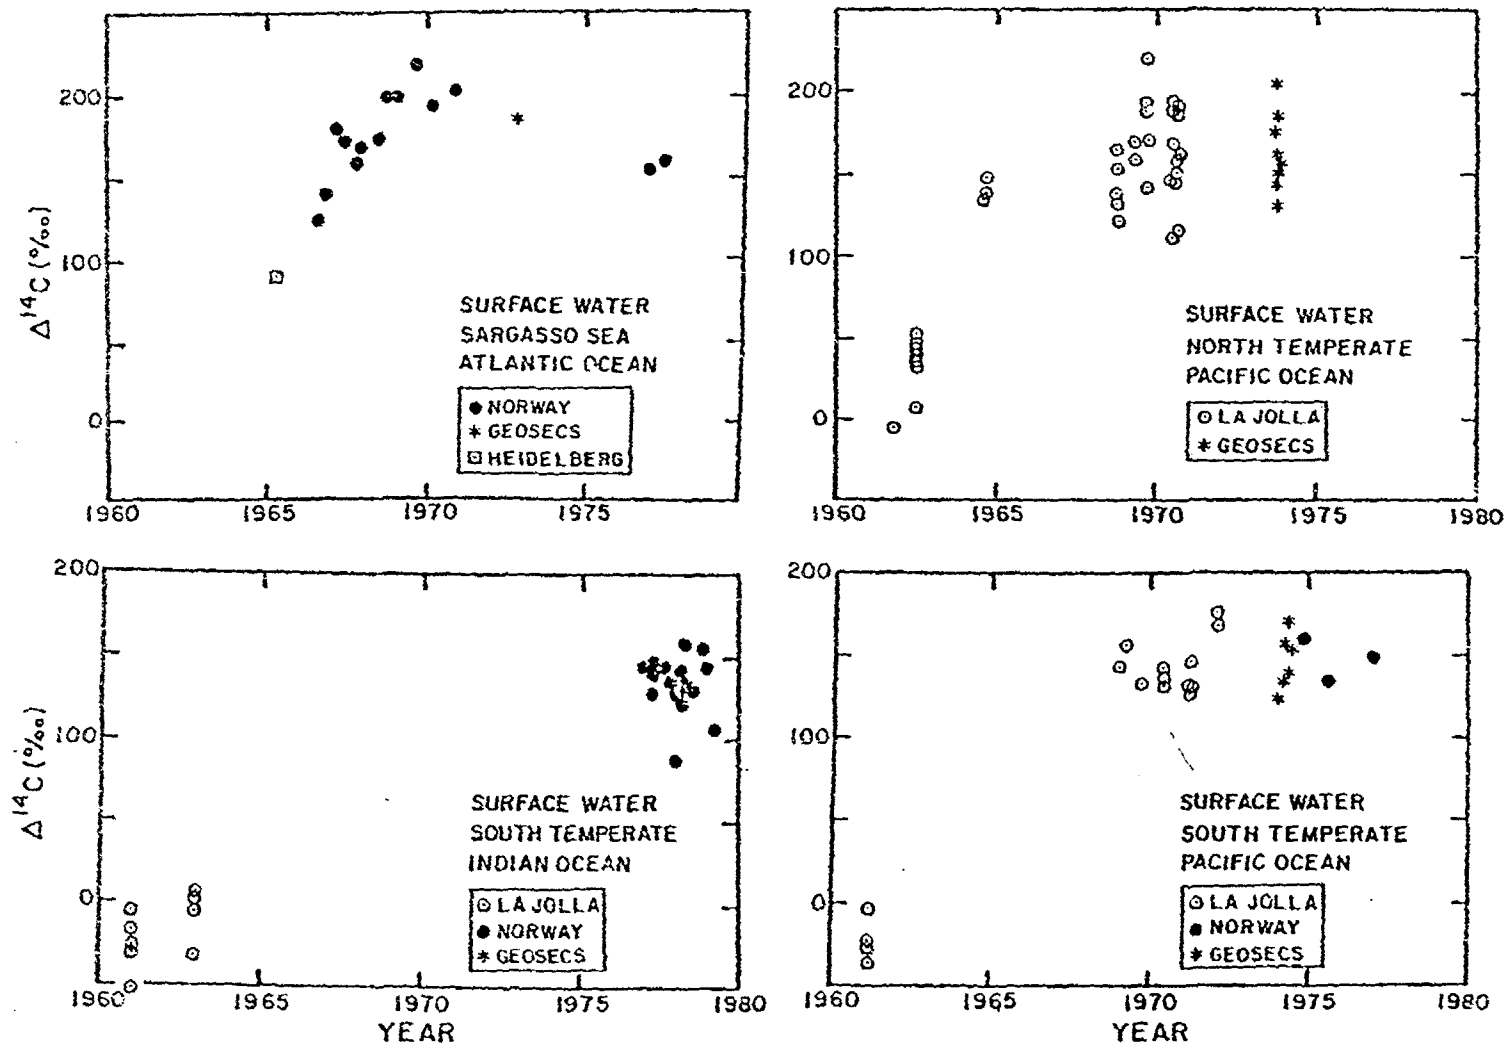 Δ¹⁴C (‰)
200
100
0
SURFACE WATER
SARGASSO SEA
ATLANTIC OCEAN
NORWAY
GEOSECS
HEIDELBERG
1960 1965 1970 1975
200
100
0
SURFACE WATER
NORTH TEMPERATE
PACIFIC OCEAN
LA JOLLA
GEOSECS
1960 1965 1970 1975 1980
Δ¹⁴C (‰)
200
100
0
SURFACE WATER
SOUTH TEMPERATE
INDIAN OCEAN
LA JOLLA
NORWAY
GEOSECS
1960 1965 1970 1975 1980
YEAR
200
100
0
SURFACE WATER
SOUTH TEMPERATE
PACIFIC OCEAN
LA JOLLA
NORWAY
GEOSECS
1960 1965 1970 1975 1980
YEAR